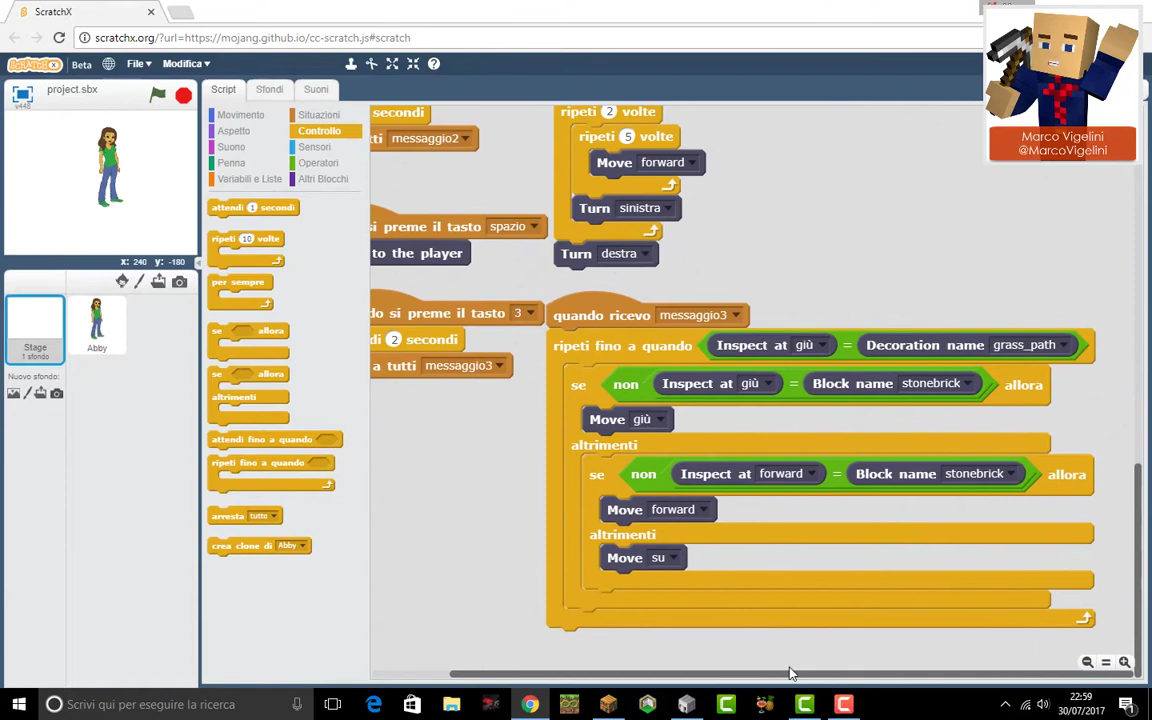 ScratchX
scratchx.org/?url=https://mojang.github.io/cc-scratch.js#scratch
SCRATCHX
Beta
File
Modifica
v448
project.sbx
x: 240 y: -180
Stage
1 sfondo
Abby
Nuovo sfondo:
Script
Sfondi
Suoni
Movimento
Situazioni
Aspetto
Controllo
Suono
Sensori
Penna
Operatori
Variabili e Liste
Altri Blocchi
attendi 1 secondi
ripeti 10 volte
per sempre
se allora
se allora
altrimenti
attendi fino a quando
ripeti fino a quando
arresta tutto
crea clone di Abby
secondi
ti messaggio2
si preme il tasto spazio
to the player
do si preme il tasto 3
di 2 secondi
a tutti messaggio3
ripeti 2 volte
ripeti 5 volte
Move forward
Turn sinistra
Turn destra
quando ricevo messaggio3
ripeti fino a quando Inspect at giù = Decoration name grass_path
se non Inspect at giù = Block name stonebrick allora
Move giù
altrimenti
se non Inspect at forward = Block name stonebrick allora
Move forward
altrimenti
Move su
Marco Vigelini
@MarcoVigelini
Scrivi qui per eseguire la ricerca
22:59
30/07/2017
1